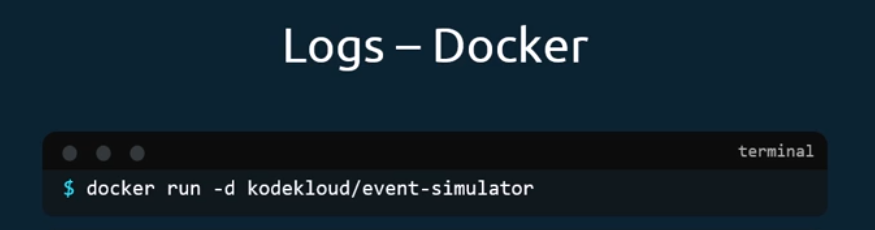 Logs – Docker
terminal
$ docker run -d kodekloud/event-simulator